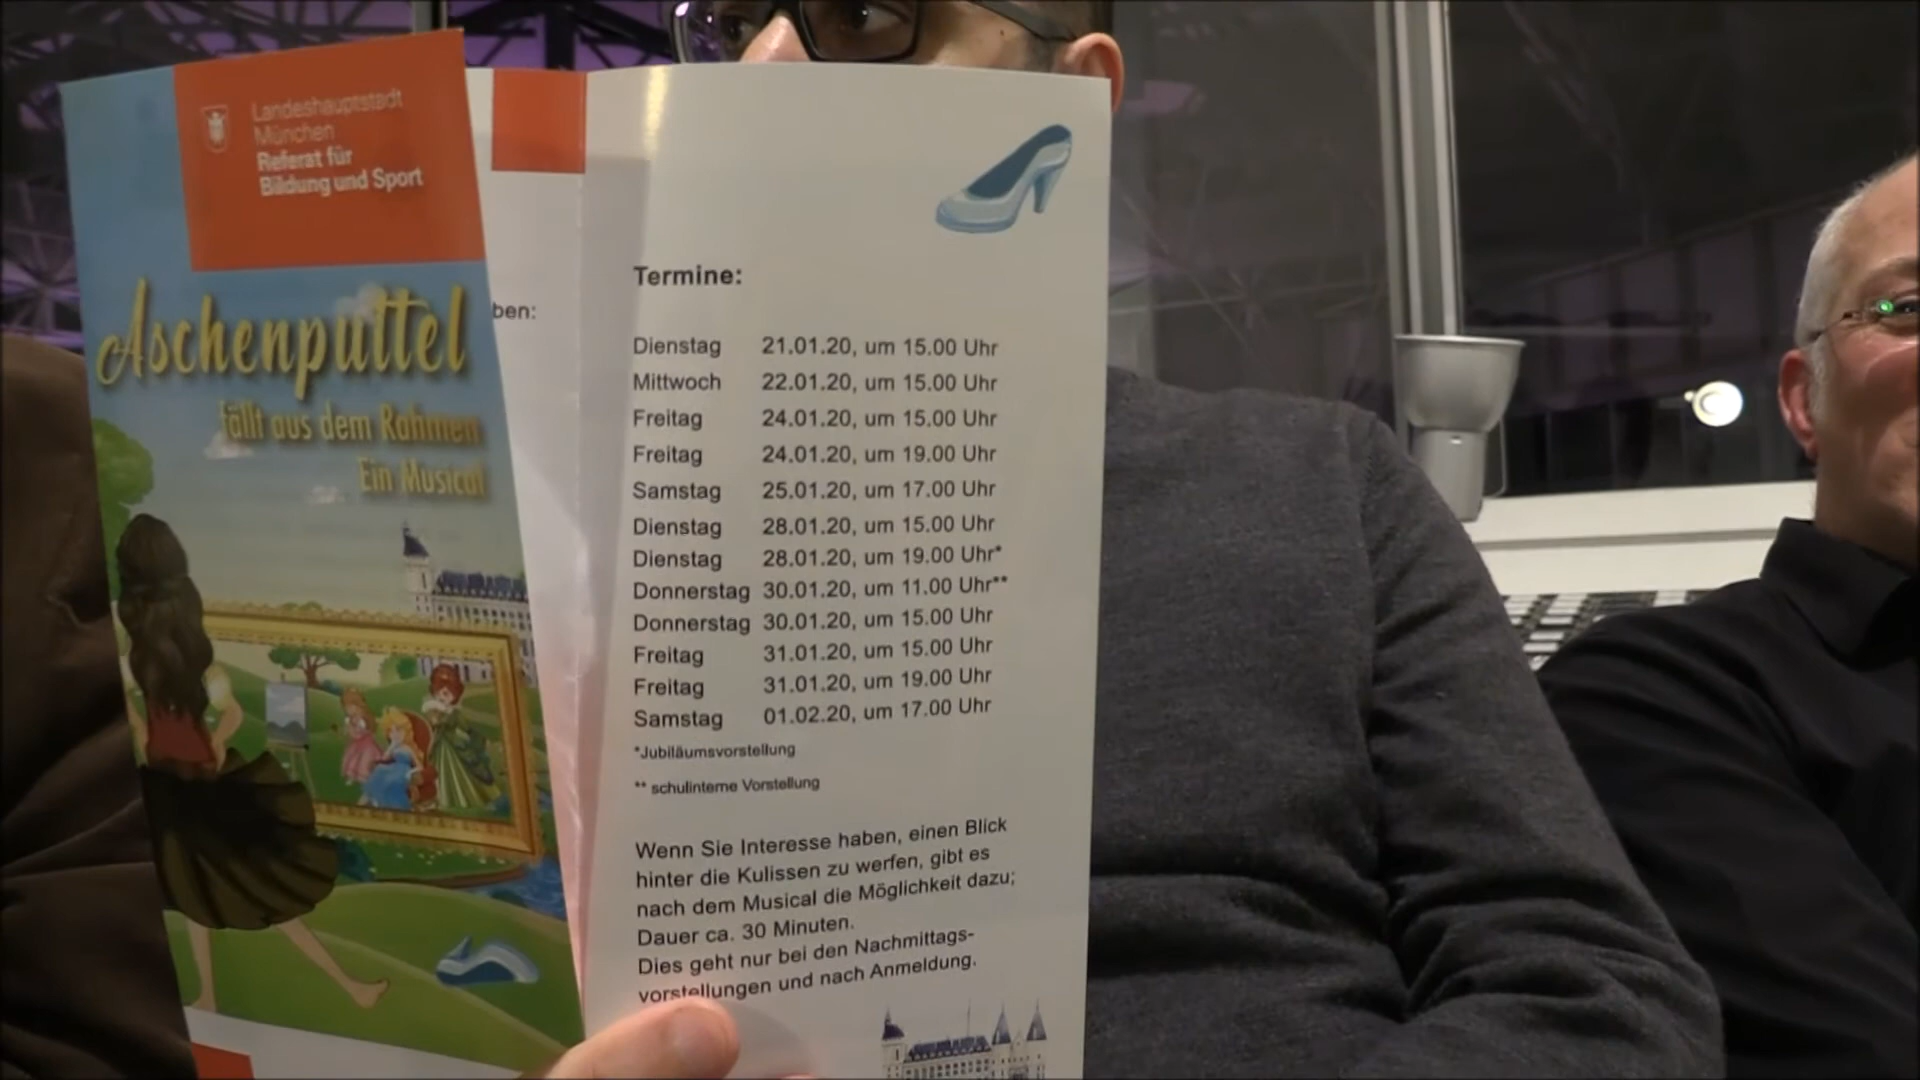 Landeshauptstadt
München
Referat für
Bildung und Sport
Aschenputtel
fällt aus dem Rahmen
Ein Musical
ben:
Termine:
Dienstag 21.01.20, um 15.00 Uhr
Mittwoch 22.01.20, um 15.00 Uhr
Freitag 24.01.20, um 15.00 Uhr
Freitag 24.01.20, um 19.00 Uhr
Samstag 25.01.20, um 17.00 Uhr
Dienstag 28.01.20, um 15.00 Uhr
Dienstag 28.01.20, um 19.00 Uhr*
Donnerstag 30.01.20, um 11.00 Uhr**
Donnerstag 30.01.20, um 15.00 Uhr
Freitag 31.01.20, um 15.00 Uhr
Freitag 31.01.20, um 19.00 Uhr
Samstag 01.02.20, um 17.00 Uhr
*Jubiläumsvorstellung
** schulinterne Vorstellung
Wenn Sie Interesse haben, einen Blick
hinter die Kulissen zu werfen, gibt es
nach dem Musical die Möglichkeit dazu;
Dauer ca. 30 Minuten.
Dies geht nur bei den Nachmittags-
vorstellungen und nach Anmeldung.